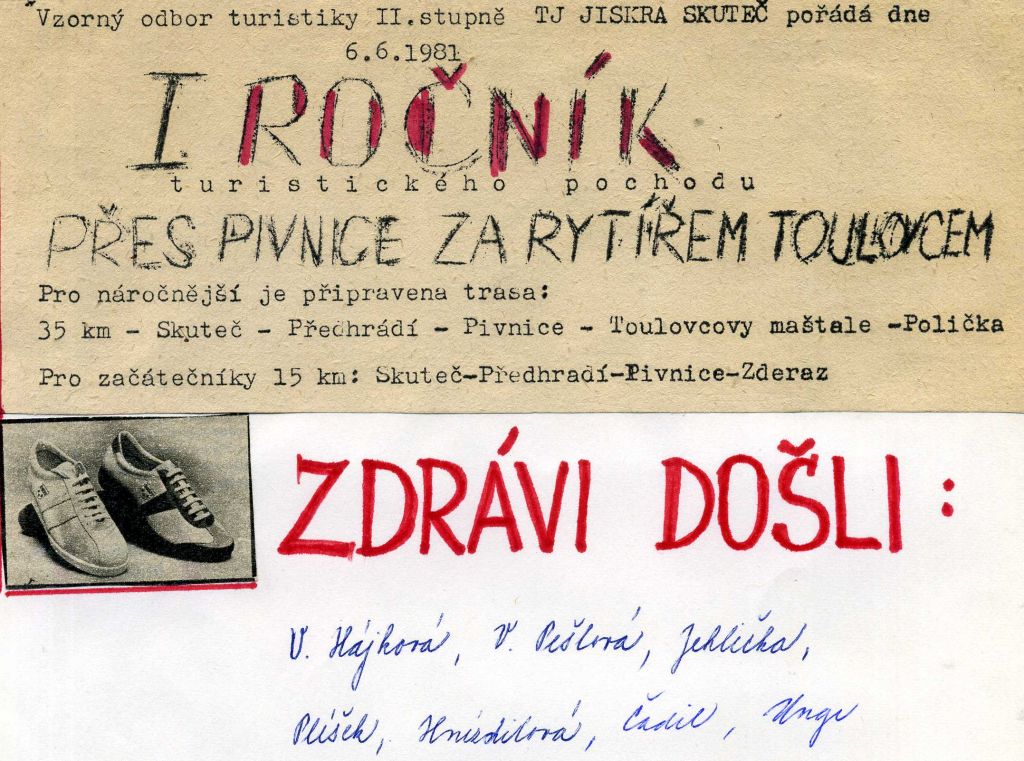 Vzorný odbor turistiky II.stupně TJ JISKRA SKUTEČ pořádá dne
6.6.1981
I ROČNÍK
turistického pochodu
PŘES PIVNICE ZA RYTÍŘEM TOULOVCEM
Pro náročnější je připravena trasa:
35 km - Skuteč - Předhrádí - Pivnice - Toulovcovy maštale -Polička
Pro začátečníky 15 km: Skuteč-Předhradí-Pivnice-Zderaz
ZDRÁVI DOŠLI :
V. Hájková, V. Pešlová, Jehlička,
Plíšek, Hnízdilová, Čadil, Ungr